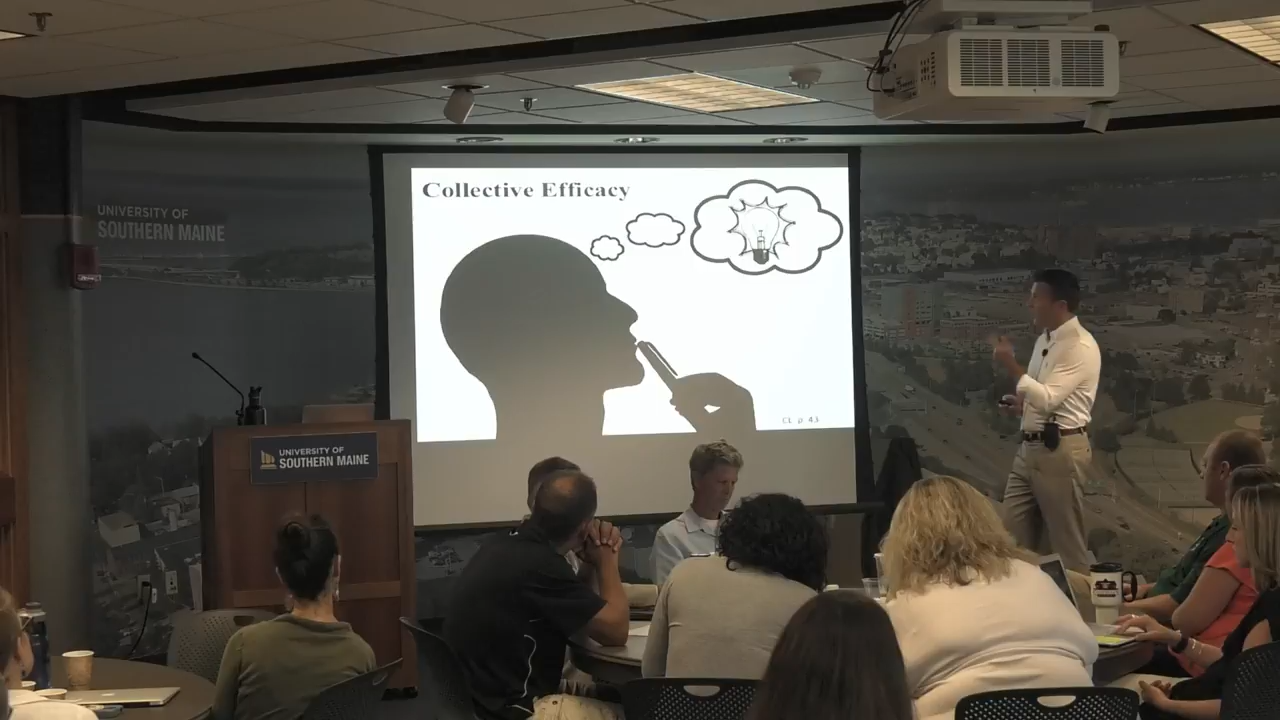 Collective Efficacy
UNIVERSITY OF
SOUTHERN MAINE
CL p 43
UNIVERSITY OF
SOUTHERN MAINE